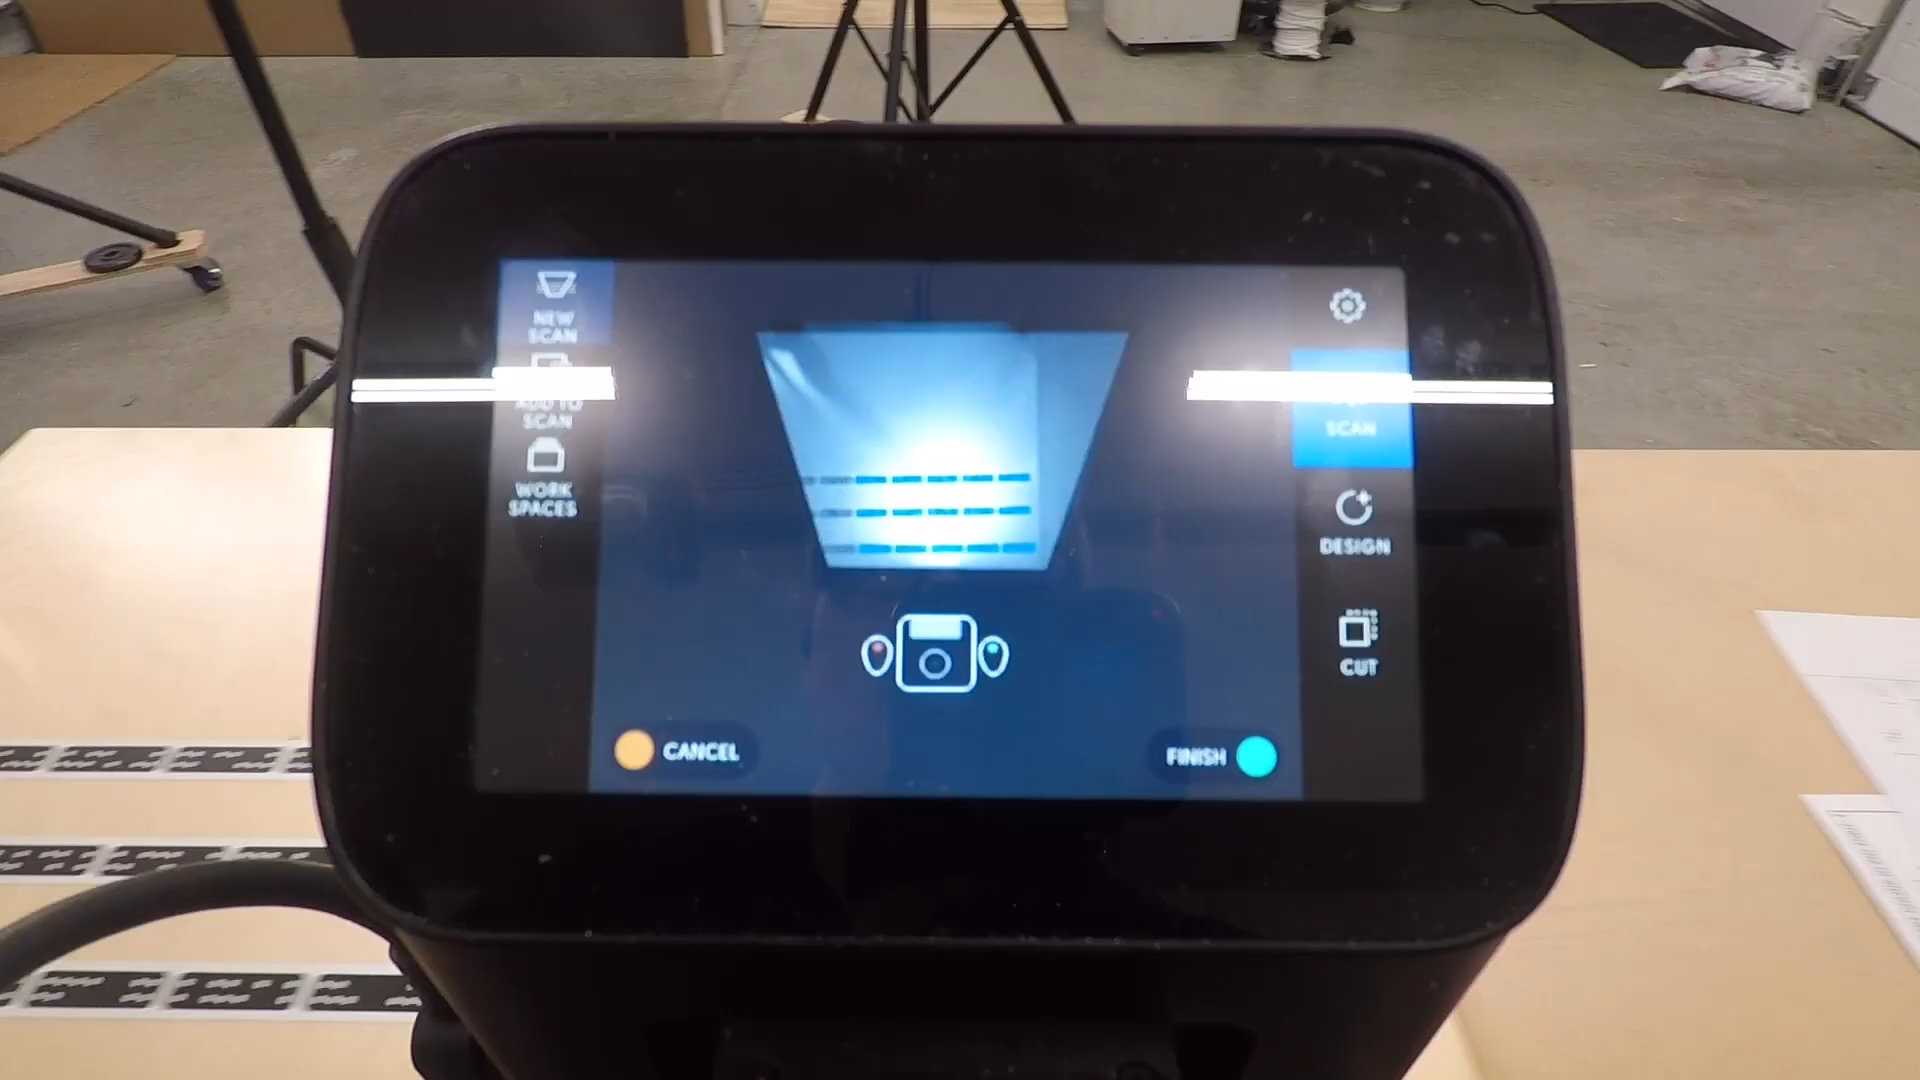 NEW
SCAN
ADD TO
SCAN
WORK
SPACES
SCAN
DESIGN
CUT
CANCEL
FINISH